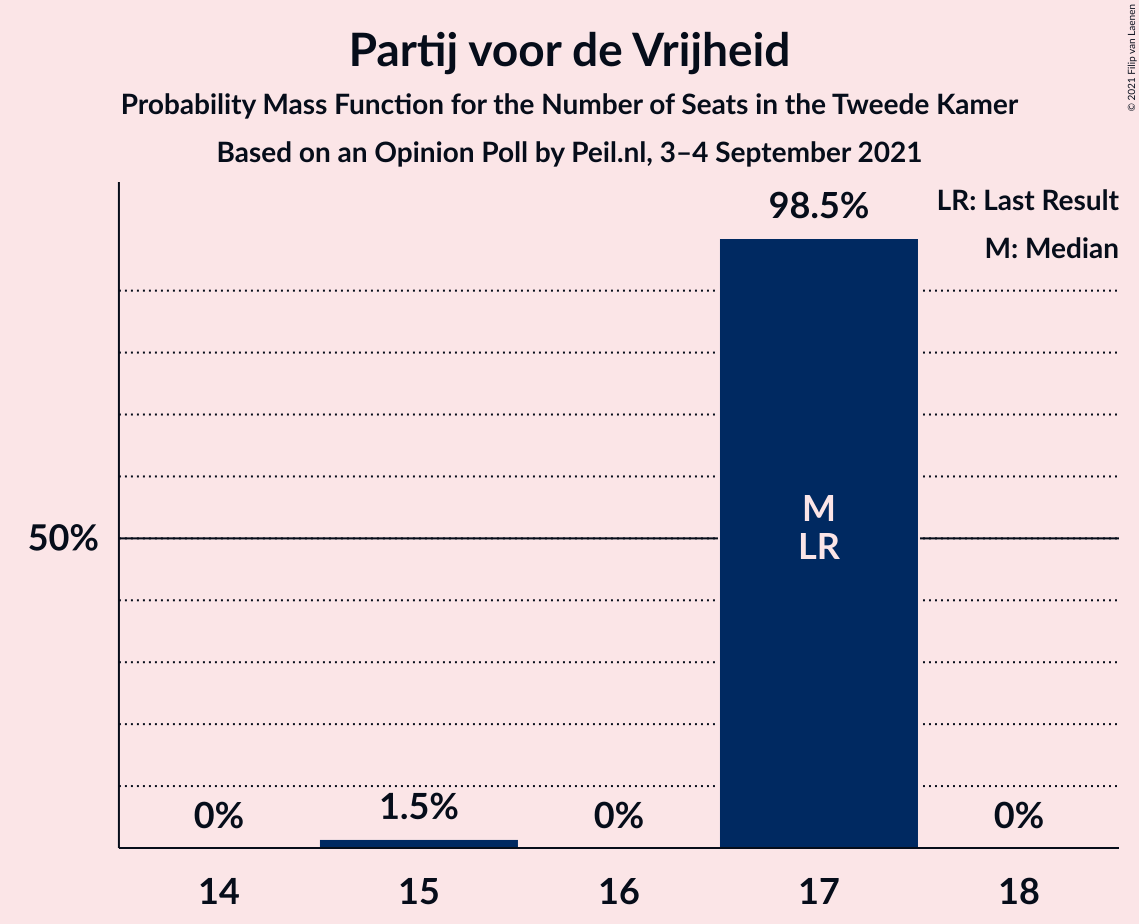 Partij voor de Vrijheid
Probability Mass Function for the Number of Seats in the Tweede Kamer
Based on an Opinion Poll by Peil.nl, 3–4 September 2021
© 2021 Filip van Laenen
LR: Last Result
M: Median
98.5%
50%
M
LR
0%
1.5%
0%
0%
14
15
16
17
18